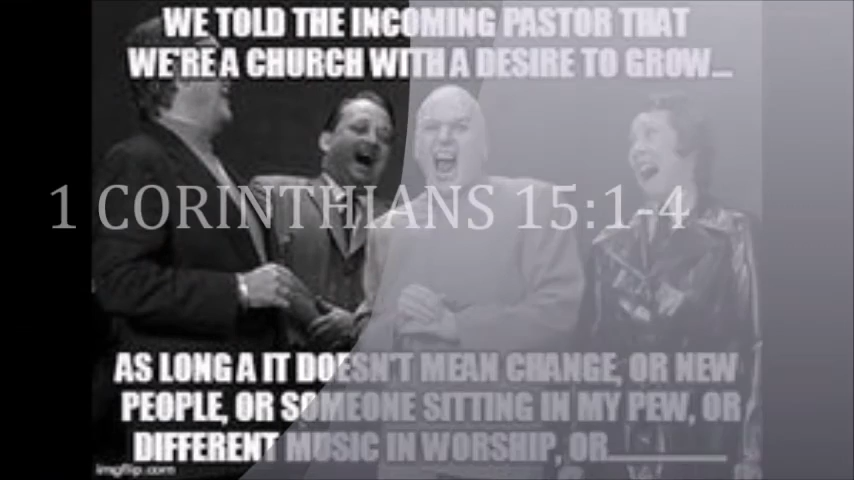 WE TOLD THE INCOMING PASTOR THAT
WE'RE A CHURCH WITH A DESIRE TO GROW...
1 CORINTHIANS 15:1-4
AS LONG A IT DOESN'T MEAN CHANGE, OR NEW
PEOPLE, OR SOMEONE SITTING IN MY PEW, OR
DIFFERENT MUSIC IN WORSHIP, OR__________
imgflip.com